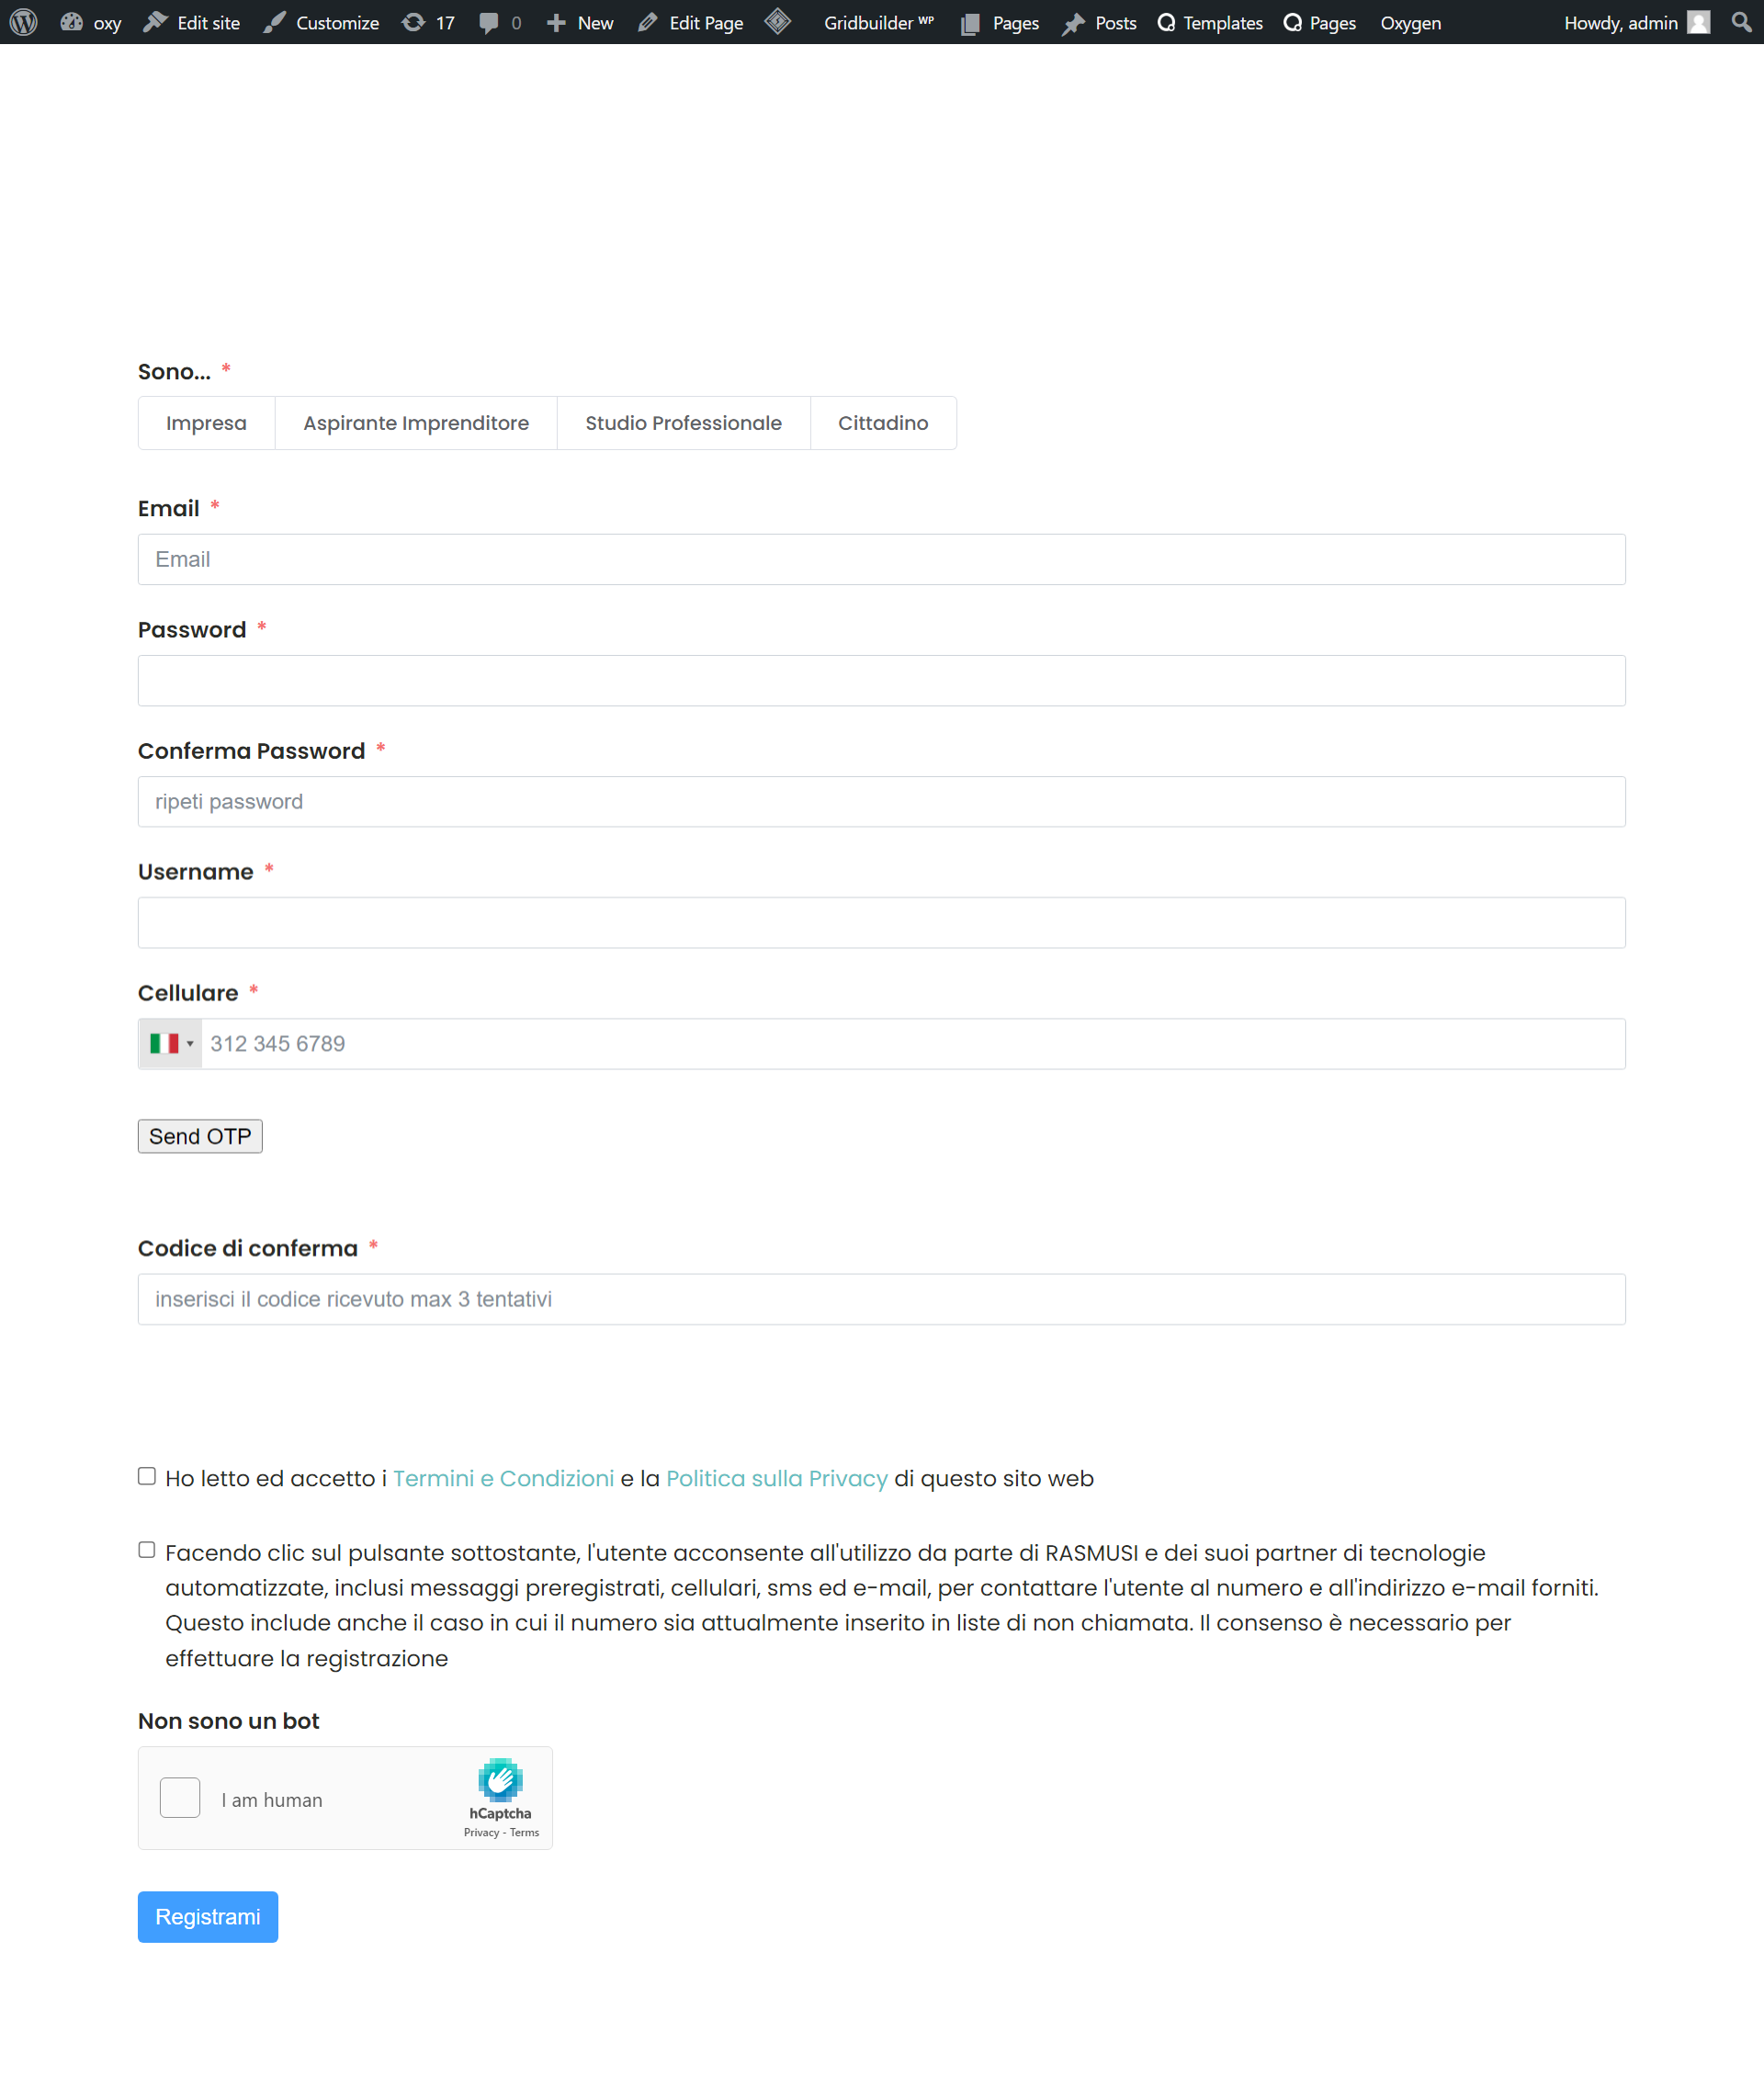 oxy Edit site Customize 17 0 New Edit Page Gridbuilder ᵂᴾ Pages Posts Templates Pages Oxygen Howdy, admin
Sono... *
Impresa Aspirante Imprenditore Studio Professionale Cittadino
Email *
Email
Password *
Conferma Password *
ripeti password
Username *
Cellulare *
312 345 6789
Send OTP
Codice di conferma *
inserisci il codice ricevuto max 3 tentativi
Ho letto ed accetto i Termini e Condizioni e la Politica sulla Privacy di questo sito web
Facendo clic sul pulsante sottostante, l'utente acconsente all'utilizzo da parte di RASMUSI e dei suoi partner di tecnologie
automatizzate, inclusi messaggi preregistrati, cellulari, sms ed e-mail, per contattare l'utente al numero e all'indirizzo e-mail forniti.
Questo include anche il caso in cui il numero sia attualmente inserito in liste di non chiamata. Il consenso è necessario per
effettuare la registrazione
Non sono un bot
I am human
hCaptcha
Privacy - Terms
Registrami